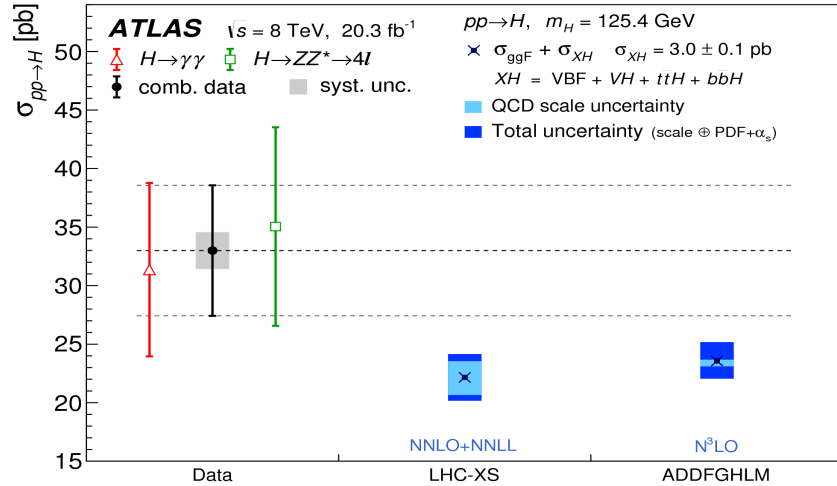 ATLAS √s = 8 TeV, 20.3 fb⁻¹
H→γγ H→ZZ*→4l
comb. data syst. unc.
pp→H, m_H = 125.4 GeV
σ_ggF + σ_XH σ_XH = 3.0 ± 0.1 pb
XH = VBF + VH + ttH + bbH
QCD scale uncertainty
Total uncertainty (scale ⊕ PDF+α_s)
σ_pp→H [pb]
50
45
40
35
30
25
20
15
NNLO+NNLL N³LO
Data LHC-XS ADDFGHLM